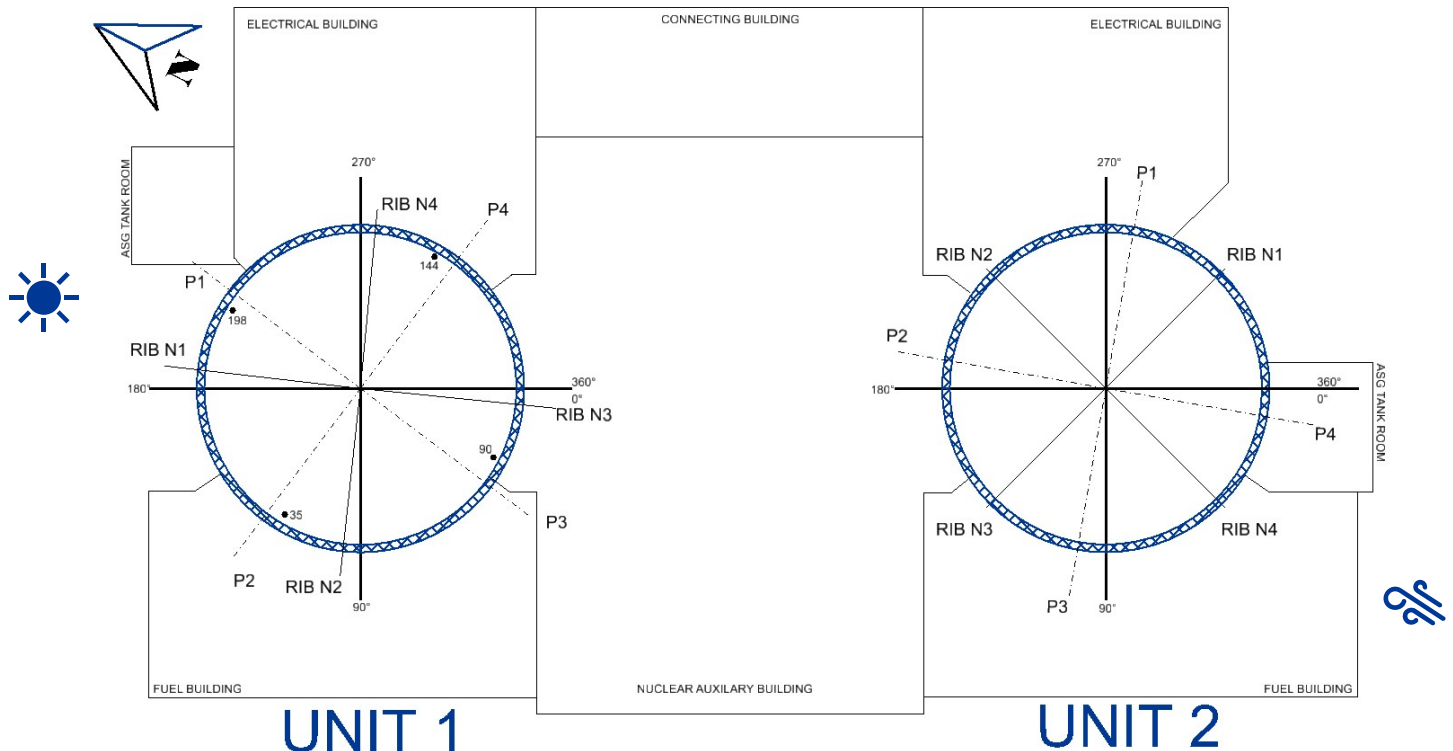 ELECTRICAL BUILDING
CONNECTING BUILDING
ELECTRICAL BUILDING
N
ASG TANK ROOM
270°
270°
P1
RIB N4
P4
RIB N2
RIB N1
144
P1
198
P2
RIB N1
180°
360°
0°
RIB N3
180°
360°
0°
ASG TANK ROOM
P4
90
35
P3
RIB N3
RIB N4
P2
RIB N2
90°
P3
90°
FUEL BUILDING
NUCLEAR AUXILARY BUILDING
FUEL BUILDING
UNIT 1
UNIT 2